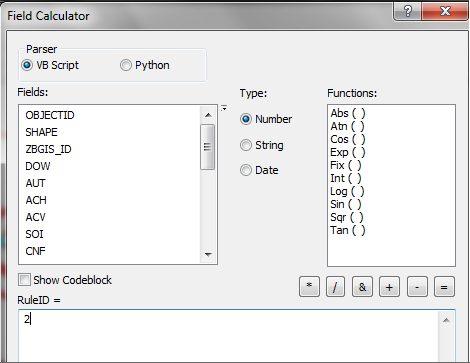 Field Calculator
Parser
VB Script
Python
Fields:
OBJECTID
SHAPE
ZBGIS_ID
DOW
AUT
ACH
ACV
SOI
CNF
Type:
Number
String
Date
Functions:
Abs ( )
Atn ( )
Cos ( )
Exp ( )
Fix ( )
Int ( )
Log ( )
Sin ( )
Sqr ( )
Tan ( )
Show Codeblock
* / & + - =
RuleID =
2